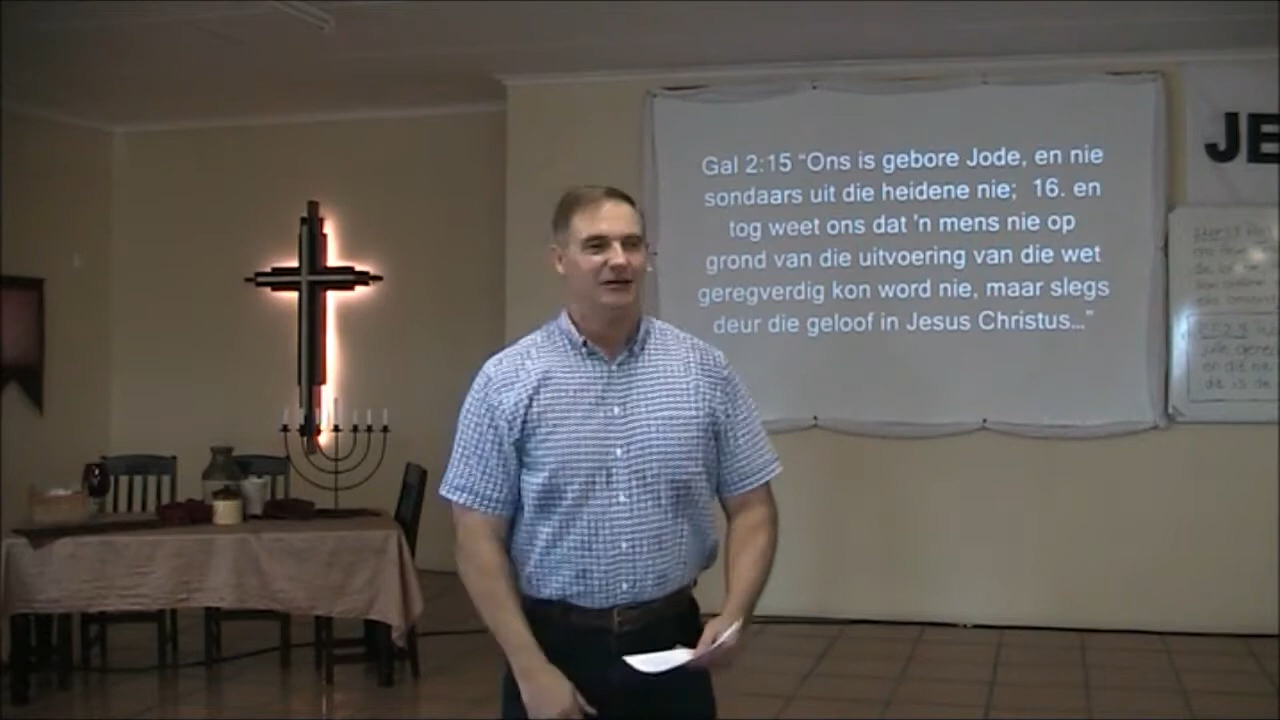 Gal 2:15 “Ons is gebore Jode, en nie
sondaars uit die heidene nie;  16. en
tog weet ons dat 'n mens nie op
grond van die uitvoering van die wet
geregverdig kon word nie, maar slegs
deur die geloof in Jesus Christus…”
JE